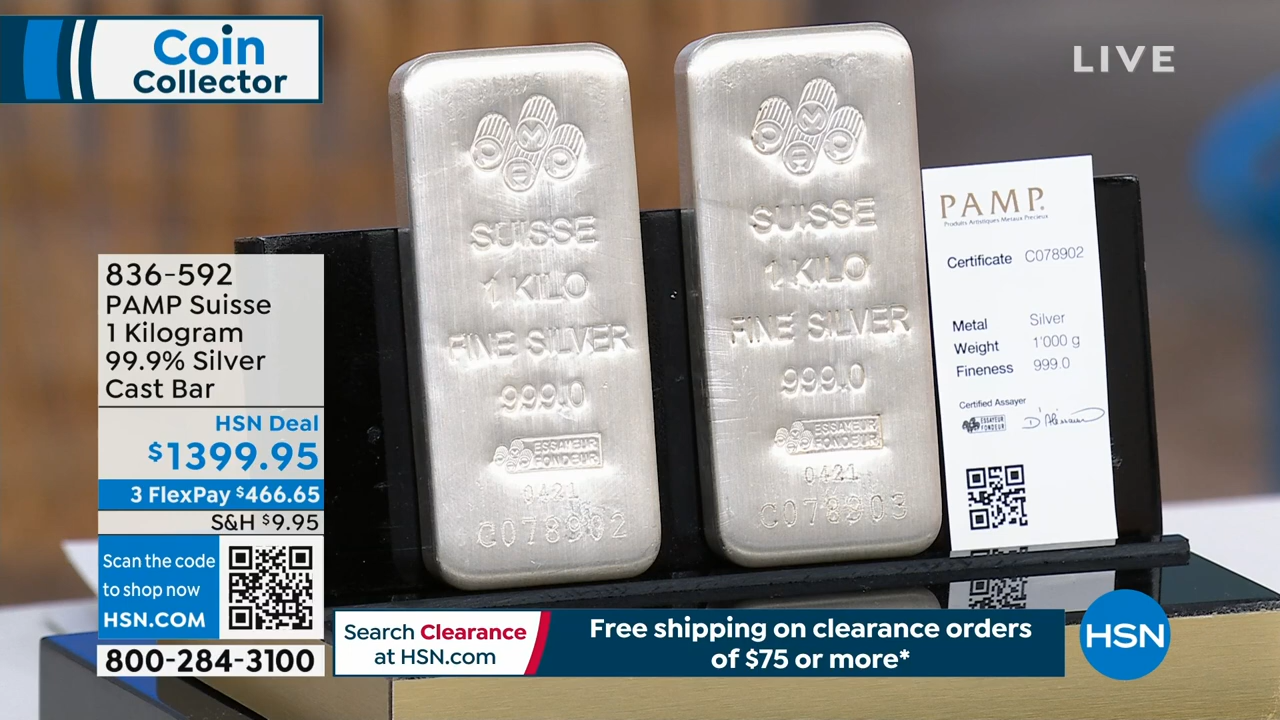 Coin
Collector
LIVE
836-592
PAMP Suisse
1 Kilogram
99.9% Silver
Cast Bar
HSN Deal
$1399.95
3 FlexPay $466.65
S&H $9.95
Scan the code
to shop now
HSN.COM
800-284-3100
P M P
A
SUISSE
1 KILO
FINE SILVER
999.0
ESSAYEUR
FONDEUR
0421
C078902
P M P
A
SUISSE
1 KILO
FINE SILVER
999.0
ESSAYEUR
FONDEUR
0421
C078903
PAMP.
Produits Artistiques Métaux Précieux
Certificate C078902
Metal Silver
Weight 1'000 g
Fineness 999.0
Certified Assayer
ESSAYEUR
FONDEUR
Search Clearance
at HSN.com
Free shipping on clearance orders
of $75 or more*
HSN